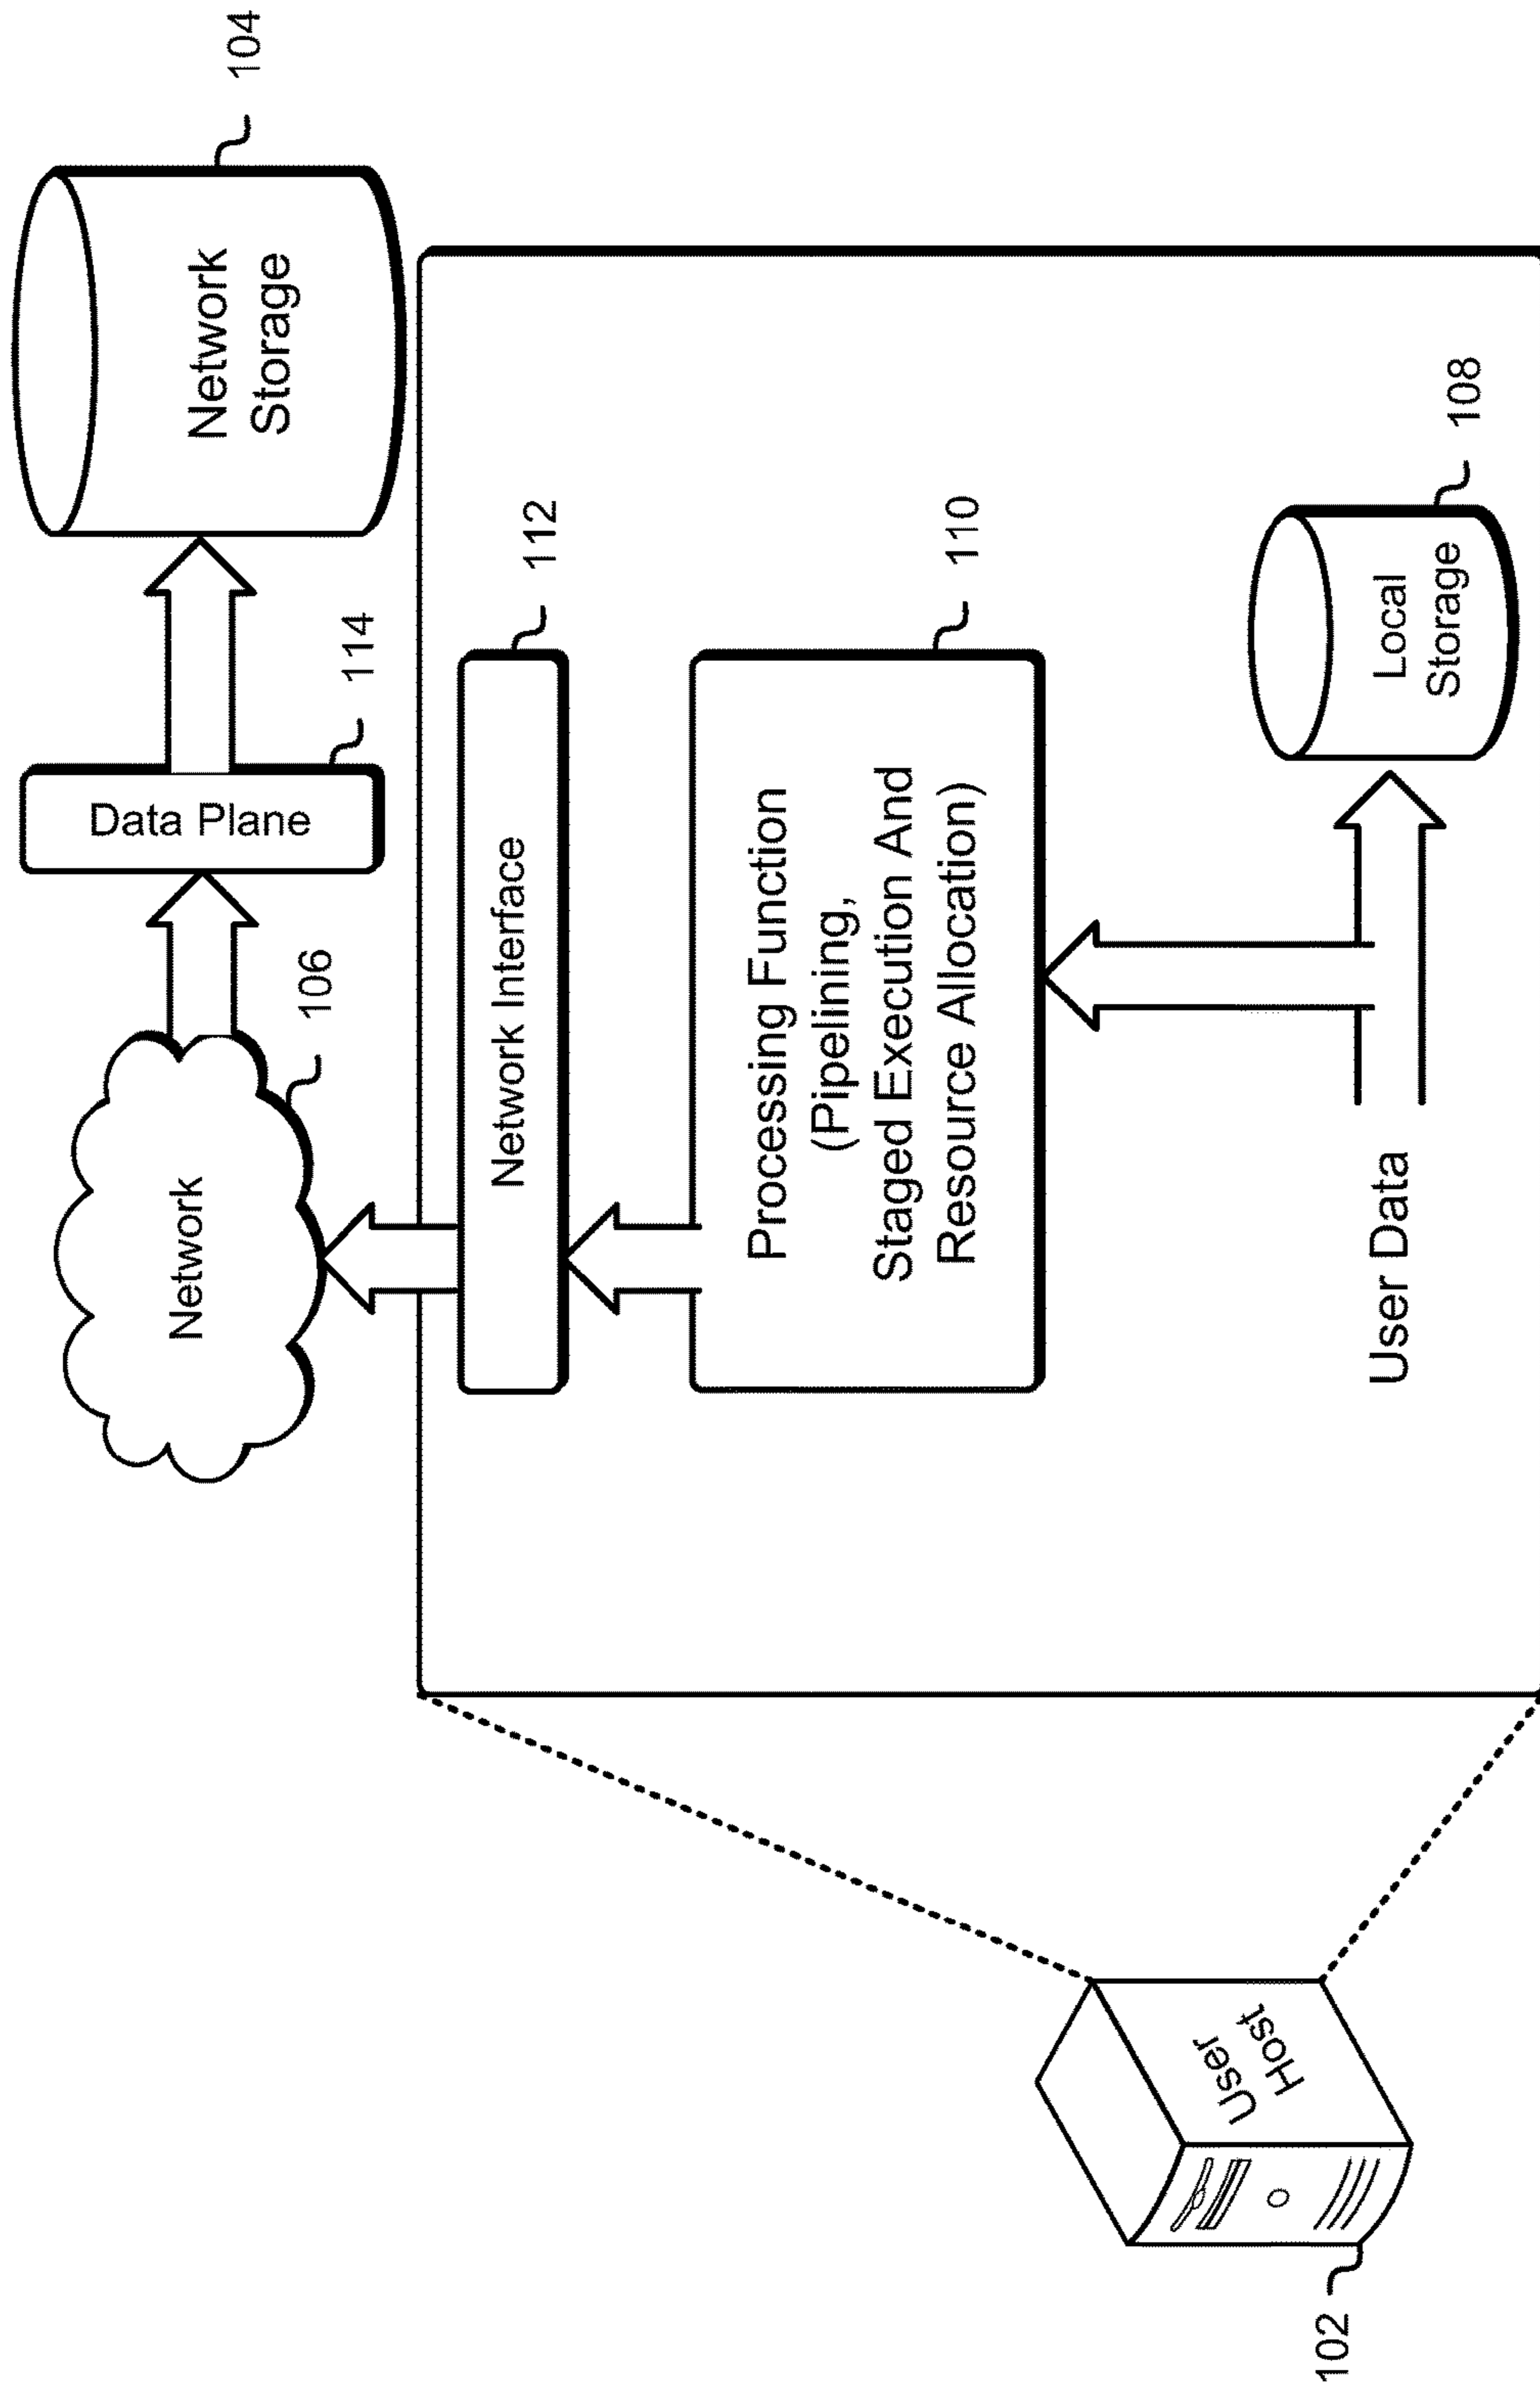 Network
Data Plane
Network
Storage
104
106
114
Network Interface
112
Processing Function
(Pipelining,
Staged Execution And
Resource Allocation)
110
User Data
Local
Storage
108
User
Host
102